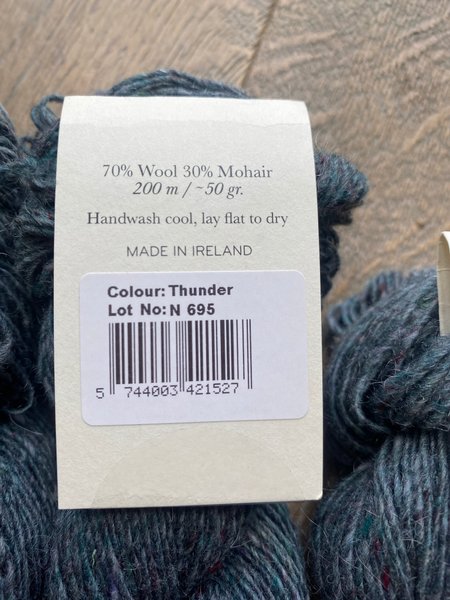 70% Wool 30% Mohair
200 m / ~50 gr.
Handwash cool, lay flat to dry
MADE IN IRELAND
Colour: Thunder
Lot No: N 695
5 744003 421527